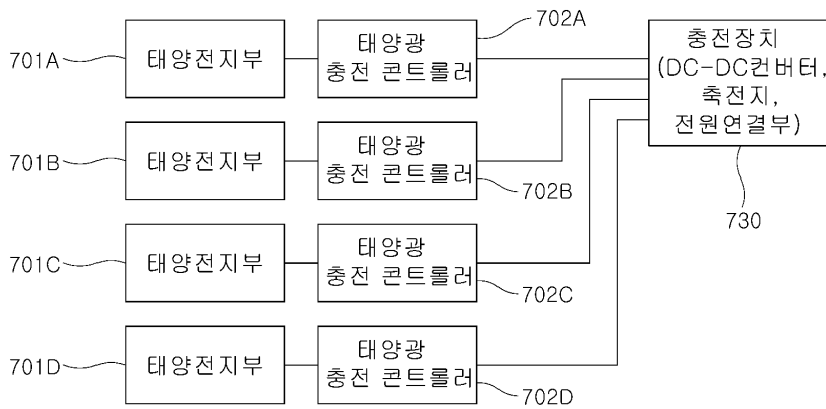 702A
701A
태양전지부
태양광
충전 콘트롤러
충전장치
(DC-DC컨버터,
축전지,
전원연결부)
730
701B
태양전지부
태양광
충전 콘트롤러
702B
701C
태양전지부
태양광
충전 콘트롤러
702C
701D
태양전지부
태양광
충전 콘트롤러
702D